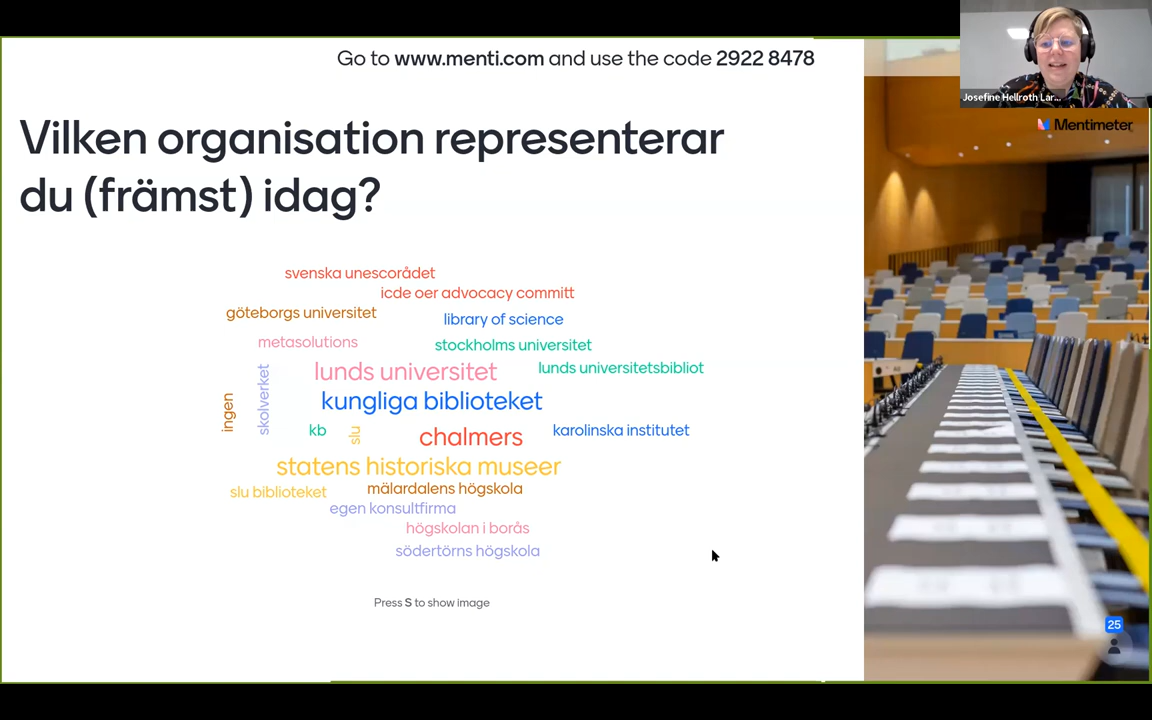 Go to www.menti.com and use the code 2922 8478
Josefine Hellroth Lar...
Mentimeter
Vilken organisation representerar
du (främst) idag?
svenska unescorådet
icde oer advocacy committ
göteborgs universitet
library of science
metasolutions
stockholms universitet
lunds universitet
lunds universitetsbibliot
skolverket
ingen
kungliga biblioteket
kb
slu
chalmers
karolinska institutet
statens historiska museer
slu biblioteket
mälardalens högskola
egen konsultfirma
högskolan i borås
södertörns högskola
Press S to show image
25